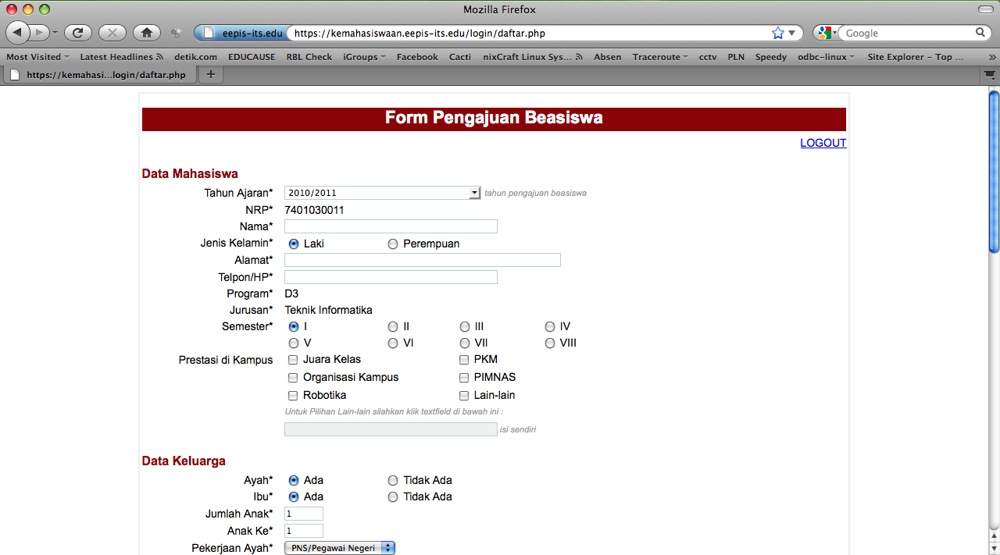 Mozilla Firefox
eepis-its.edu https://kemahasiswaan.eepis-its.edu/login/daftar.php Google
Most Visited Latest Headlines detik.com EDUCAUSE RBL Check iGroups Facebook Cacti nixCraft Linux Sys... Absen Traceroute cctv PLN Speedy odbc-linux Site Explorer - Top ... »
https://kemahasi...login/daftar.php +
Form Pengajuan Beasiswa
LOGOUT
Data Mahasiswa
Tahun Ajaran* 2010/2011 tahun pengajuan beasiswa
NRP* 7401030011
Nama*
Jenis Kelamin* Laki Perempuan
Alamat*
Telpon/HP*
Program* D3
Jurusan* Teknik Informatika
Semester* I II III IV
V VI VII VIII
Prestasi di Kampus Juara Kelas PKM
Organisasi Kampus PIMNAS
Robotika Lain-lain
Untuk Pilihan Lain-lain silahkan klik textfield di bawah ini :
isi sendiri
Data Keluarga
Ayah* Ada Tidak Ada
Ibu* Ada Tidak Ada
Jumlah Anak* 1
Anak Ke* 1
Pekerjaan Ayah* PNS/Pegawai Negeri